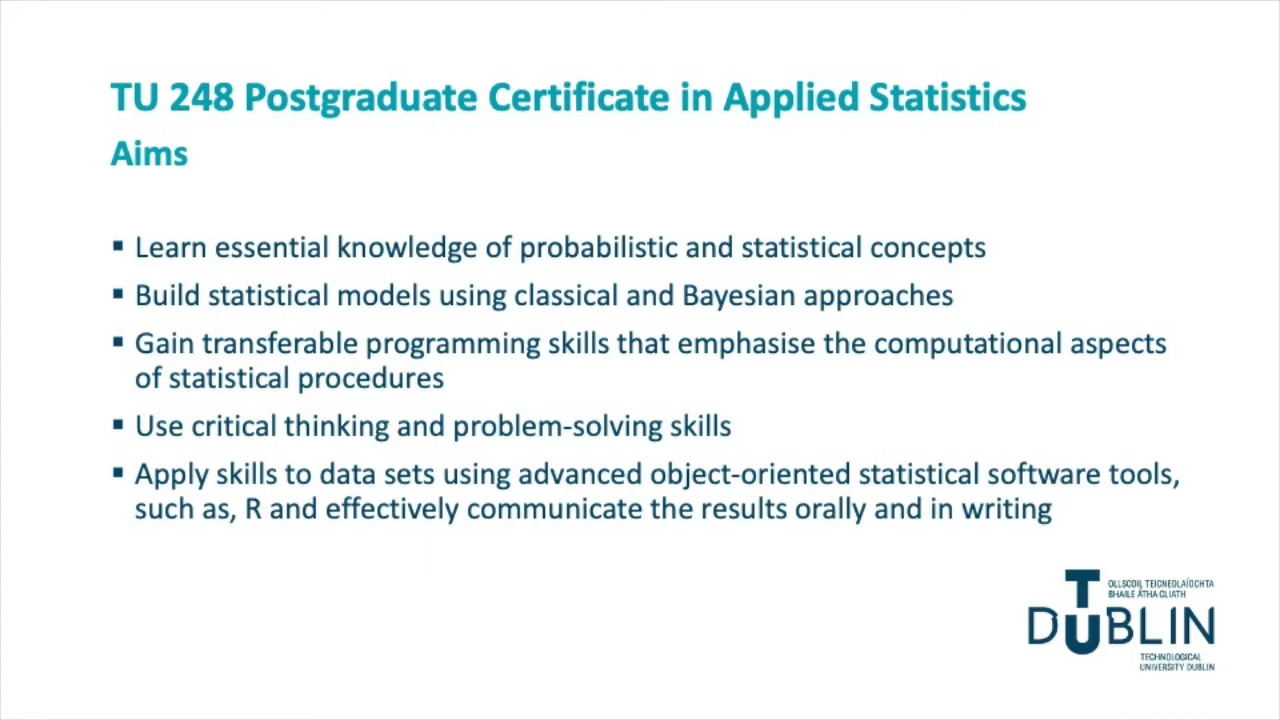 TU 248 Postgraduate Certificate in Applied Statistics
Aims
▪ Learn essential knowledge of probabilistic and statistical concepts
▪ Build statistical models using classical and Bayesian approaches
▪ Gain transferable programming skills that emphasise the computational aspects
of statistical procedures
▪ Use critical thinking and problem-solving skills
▪ Apply skills to data sets using advanced object-oriented statistical software tools,
such as, R and effectively communicate the results orally and in writing
OLLSCOIL TEICNEOLAÍOCHTA
BHAILE ÁTHA CLIATH
TU DUBLIN
TECHNOLOGICAL
UNIVERSITY DUBLIN